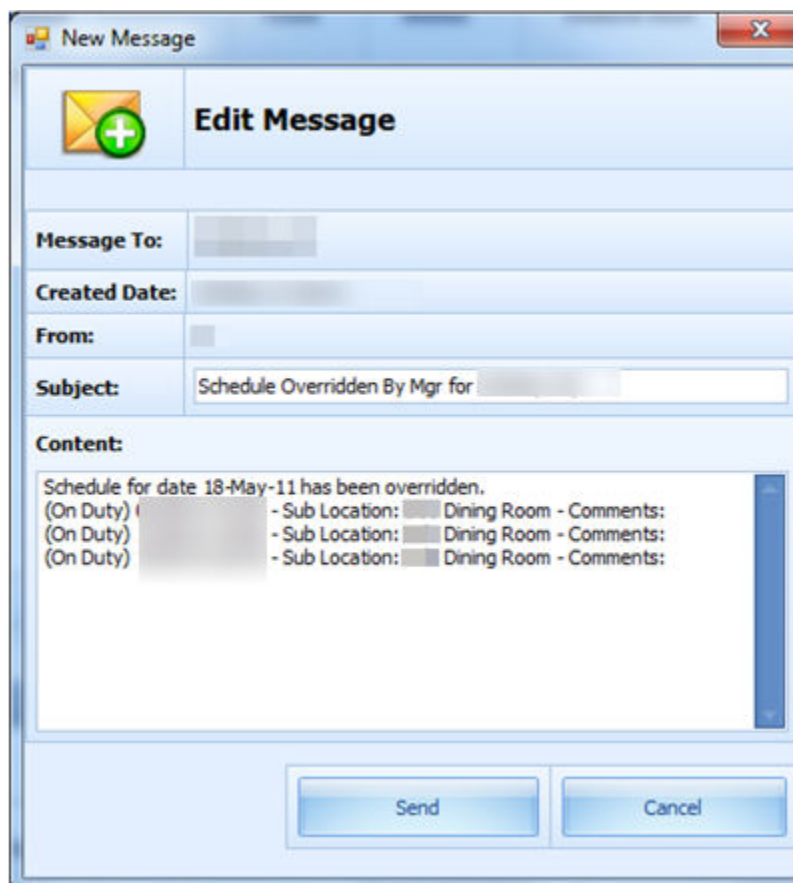 New Message
Edit Message
Message To:
Created Date:
From:
Subject: Schedule Overridden By Mgr for
Content:
Schedule for date 18-May-11 has been overridden.
(On Duty) - Sub Location: Dining Room - Comments:
(On Duty) - Sub Location: Dining Room - Comments:
(On Duty) - Sub Location: Dining Room - Comments:
Send Cancel